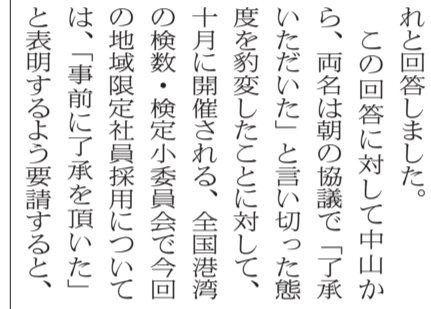 れと回答しました。
　この回答に対して中山か
ら、両名は朝の協議で「了承
いただいた」と言い切った態
度を豹変したことに対して、
十月に開催される、全国港湾
の検数・検定小委員会で今回
の地域限定社員採用について
は、「事前に了承を頂いた」
と表明するよう要請すると、